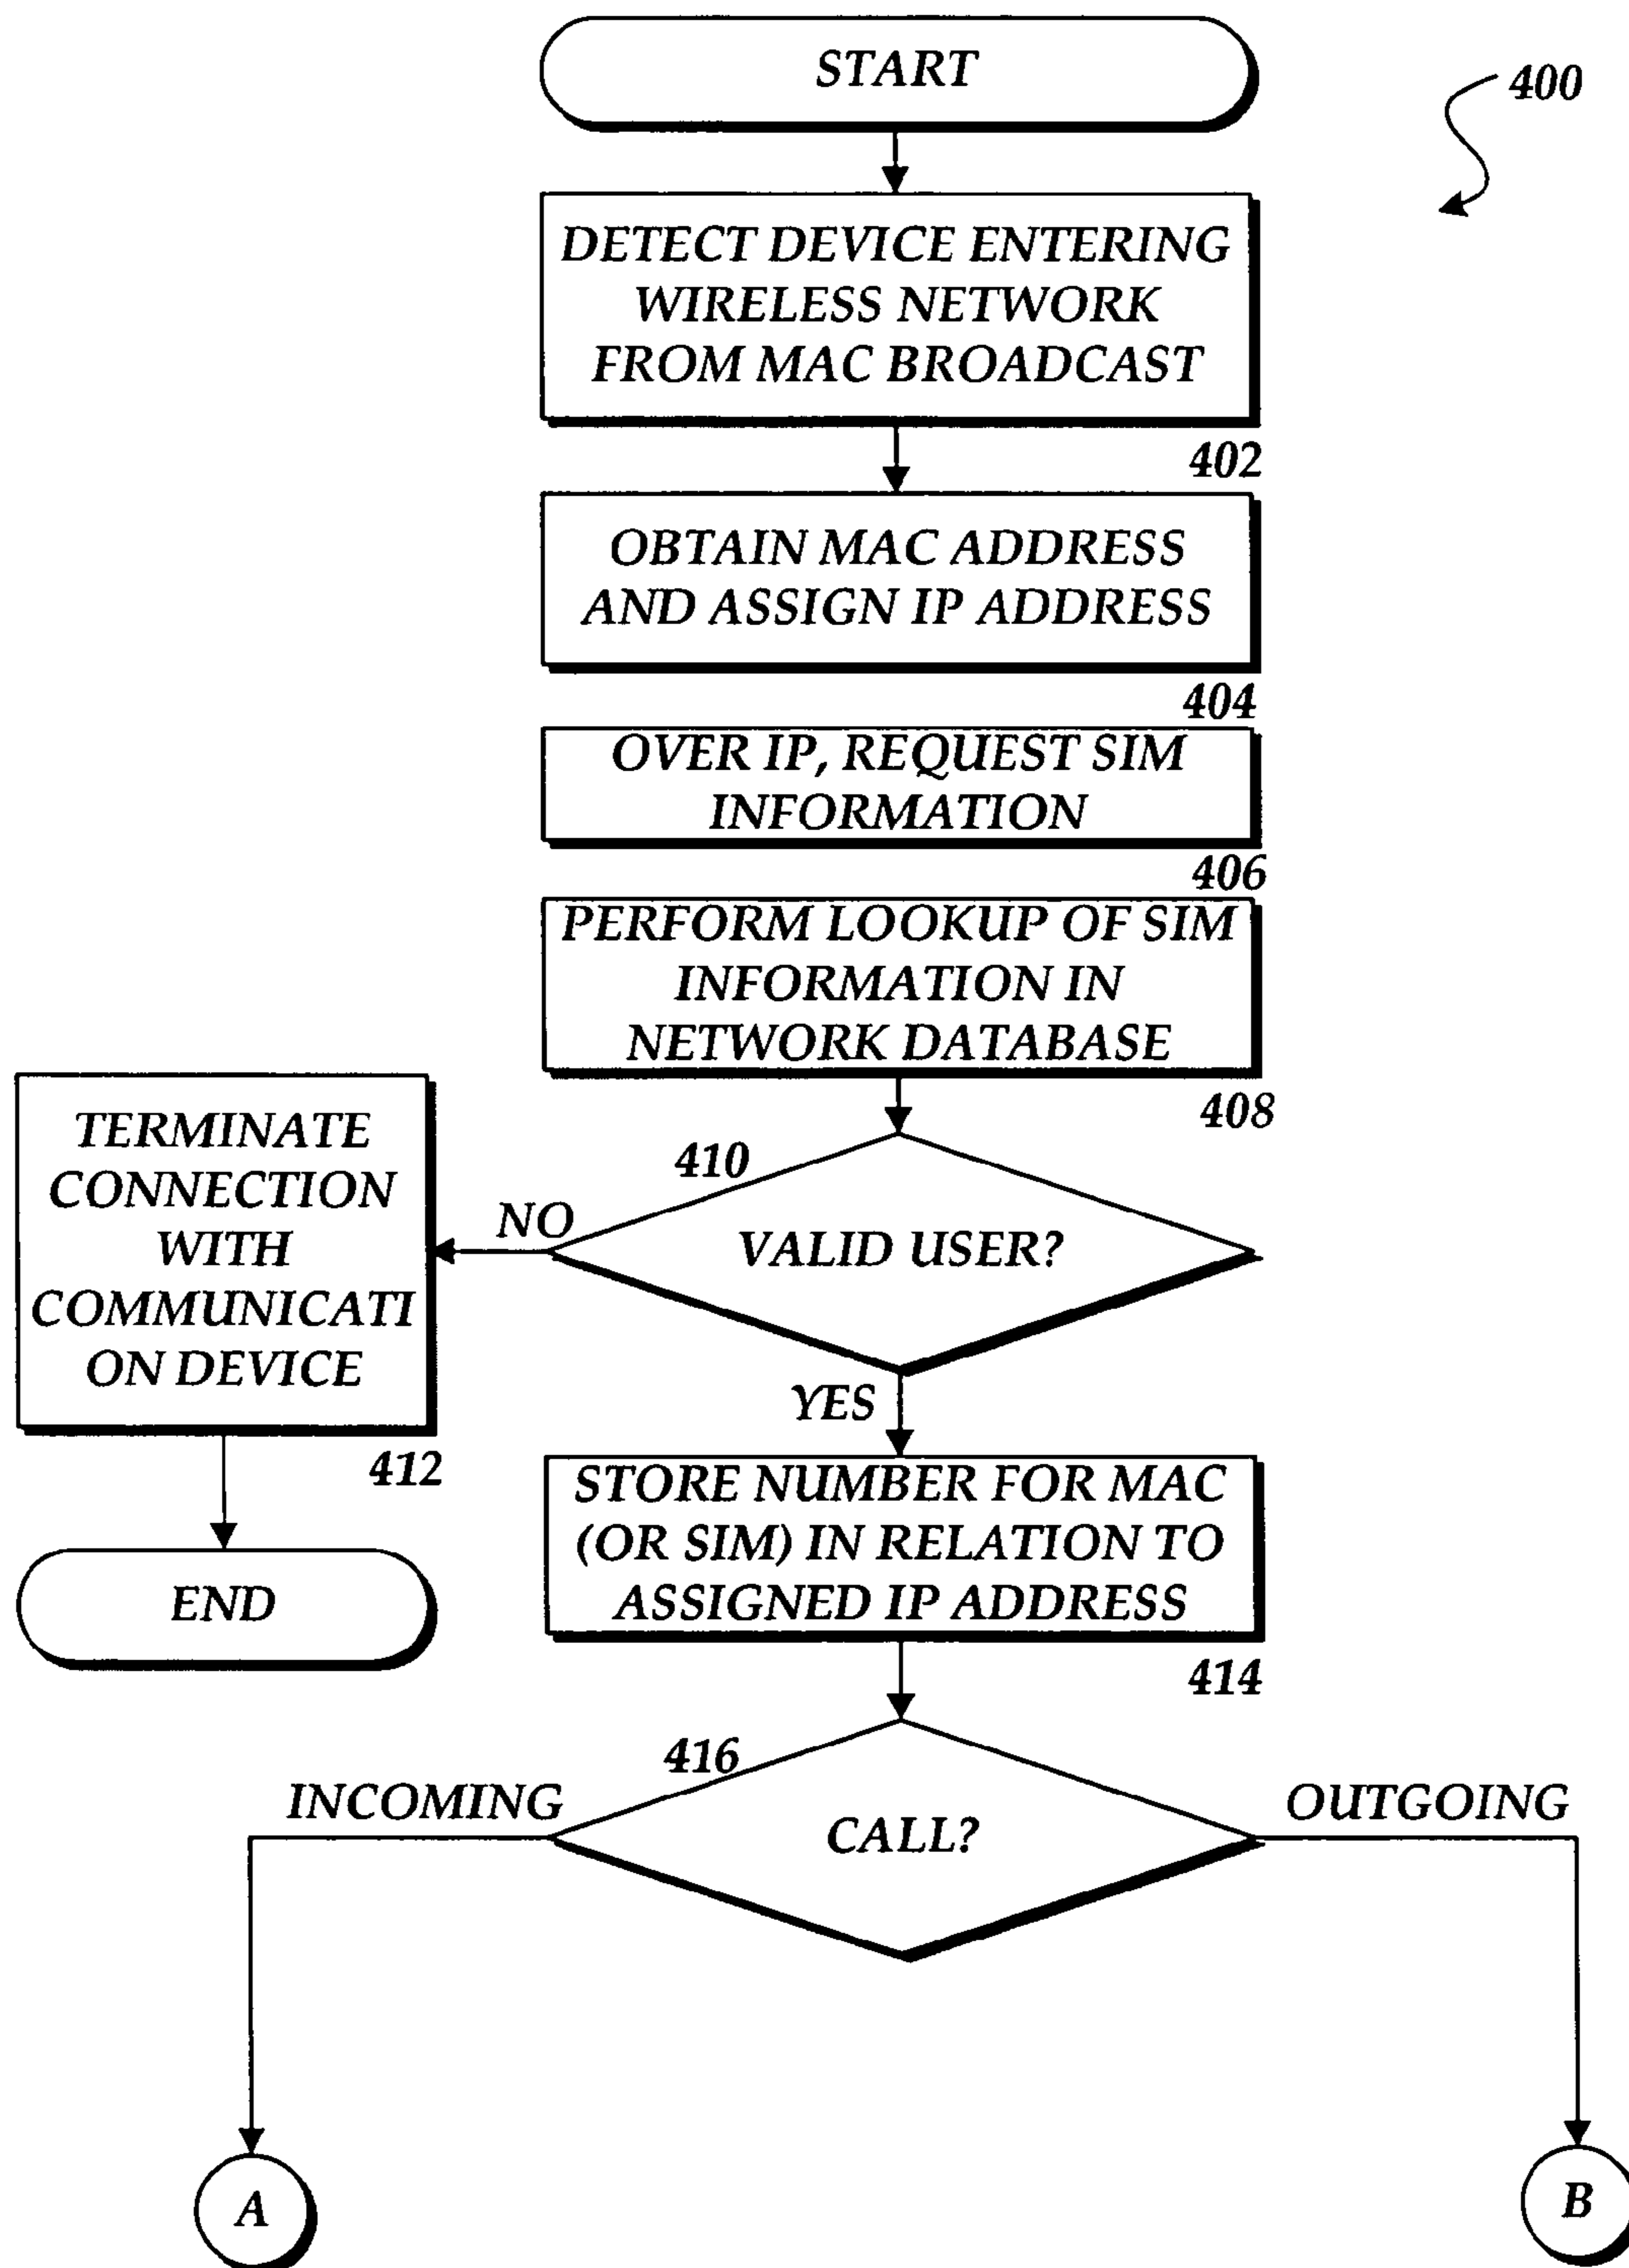 START
400
DETECT DEVICE ENTERING
WIRELESS NETWORK
FROM MAC BROADCAST
402
OBTAIN MAC ADDRESS
AND ASSIGN IP ADDRESS
404
OVER IP, REQUEST SIM
INFORMATION
406
PERFORM LOOKUP OF SIM
INFORMATION IN
NETWORK DATABASE
408
410
VALID USER?
NO
TERMINATE
CONNECTION
WITH
COMMUNICATI
ON DEVICE
412
END
YES
STORE NUMBER FOR MAC
(OR SIM) IN RELATION TO
ASSIGNED IP ADDRESS
414
416
CALL?
INCOMING
OUTGOING
A
B